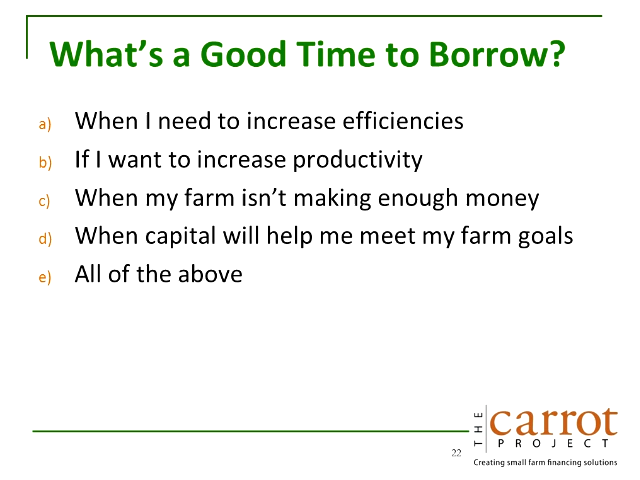 What’s a Good Time to Borrow?
a) When I need to increase efficiencies
b) If I want to increase productivity
c) When my farm isn’t making enough money
d) When capital will help me meet my farm goals
e) All of the above
22
THE
carrot
PROJECT
Creating small farm financing solutions